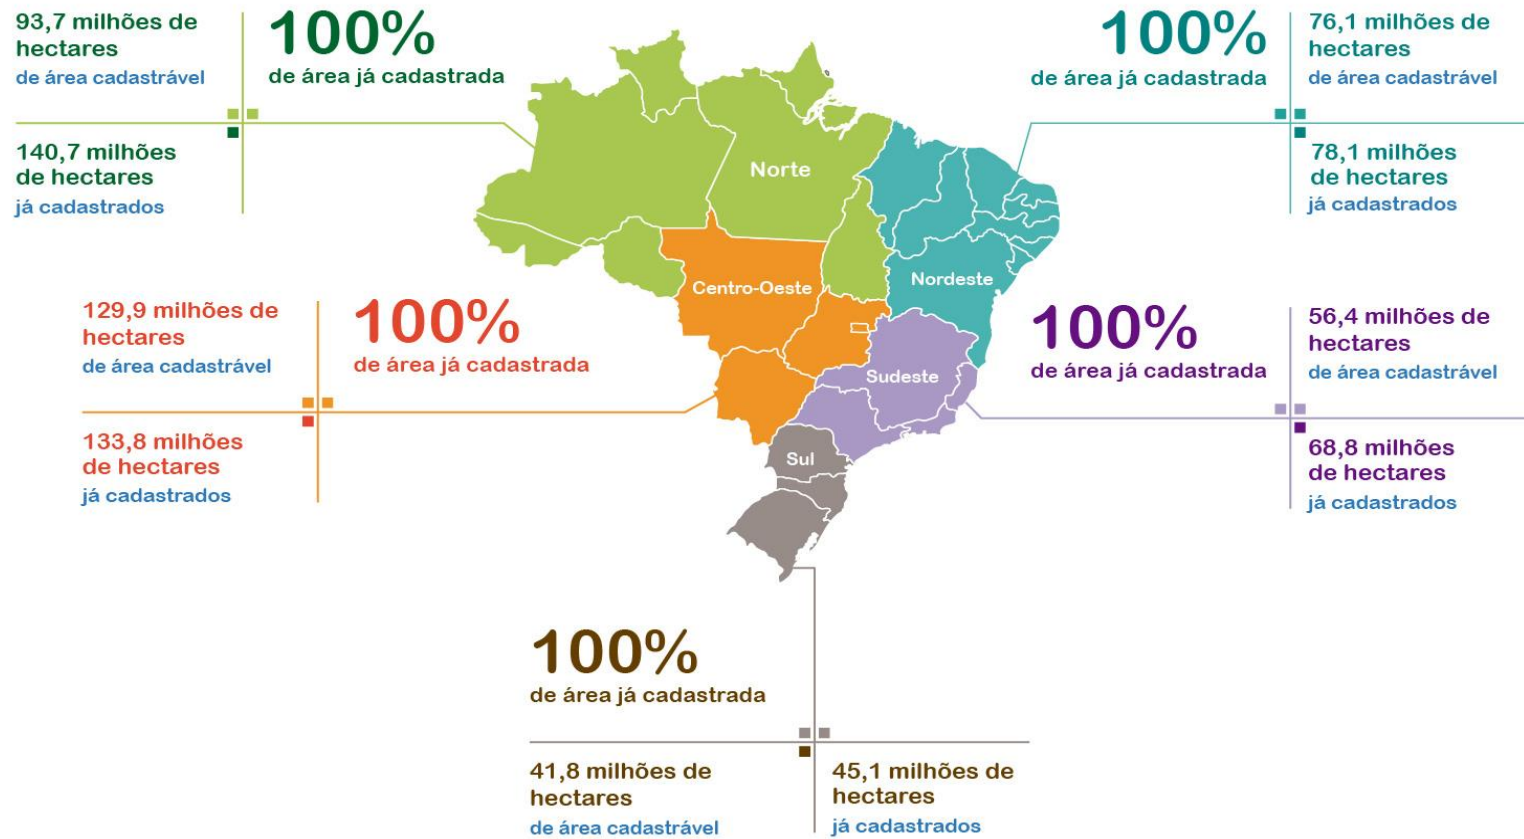 93,7 milhões de
hectares
de área cadastrável
100%
de área já cadastrada
140,7 milhões
de hectares
já cadastrados
100%
de área já cadastrada
76,1 milhões de
hectares
de área cadastrável
78,1 milhões
de hectares
já cadastrados
Norte
Nordeste
Centro-Oeste
Sudeste
Sul
129,9 milhões de
hectares
de área cadastrável
100%
de área já cadastrada
133,8 milhões
de hectares
já cadastrados
100%
de área já cadastrada
56,4 milhões de
hectares
de área cadastrável
68,8 milhões
de hectares
já cadastrados
100%
de área já cadastrada
41,8 milhões de
hectares
de área cadastrável
45,1 milhões de
hectares
já cadastrados